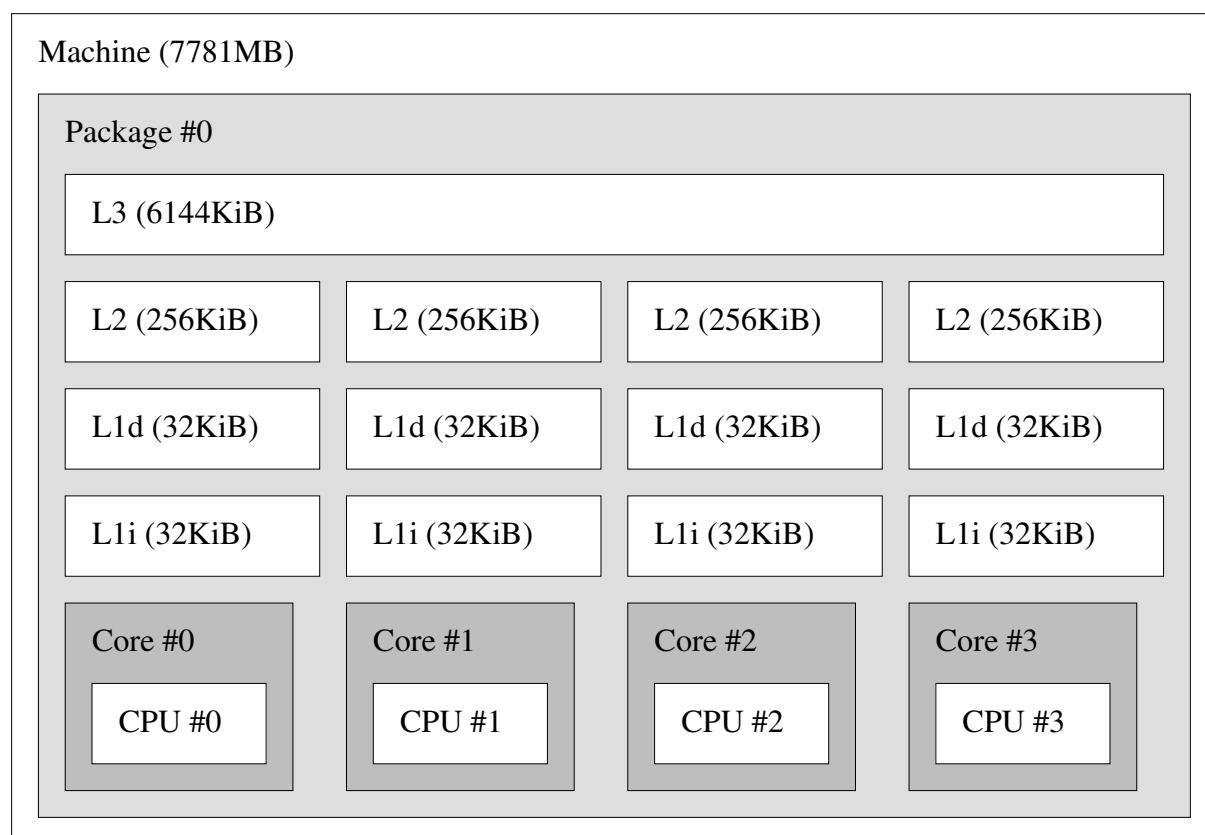 Machine (7781MB)
Package #0
L3 (6144KiB)
L2 (256KiB) L2 (256KiB) L2 (256KiB) L2 (256KiB)
L1d (32KiB) L1d (32KiB) L1d (32KiB) L1d (32KiB)
L1i (32KiB) L1i (32KiB) L1i (32KiB) L1i (32KiB)
Core #0 Core #1 Core #2 Core #3
CPU #0 CPU #1 CPU #2 CPU #3